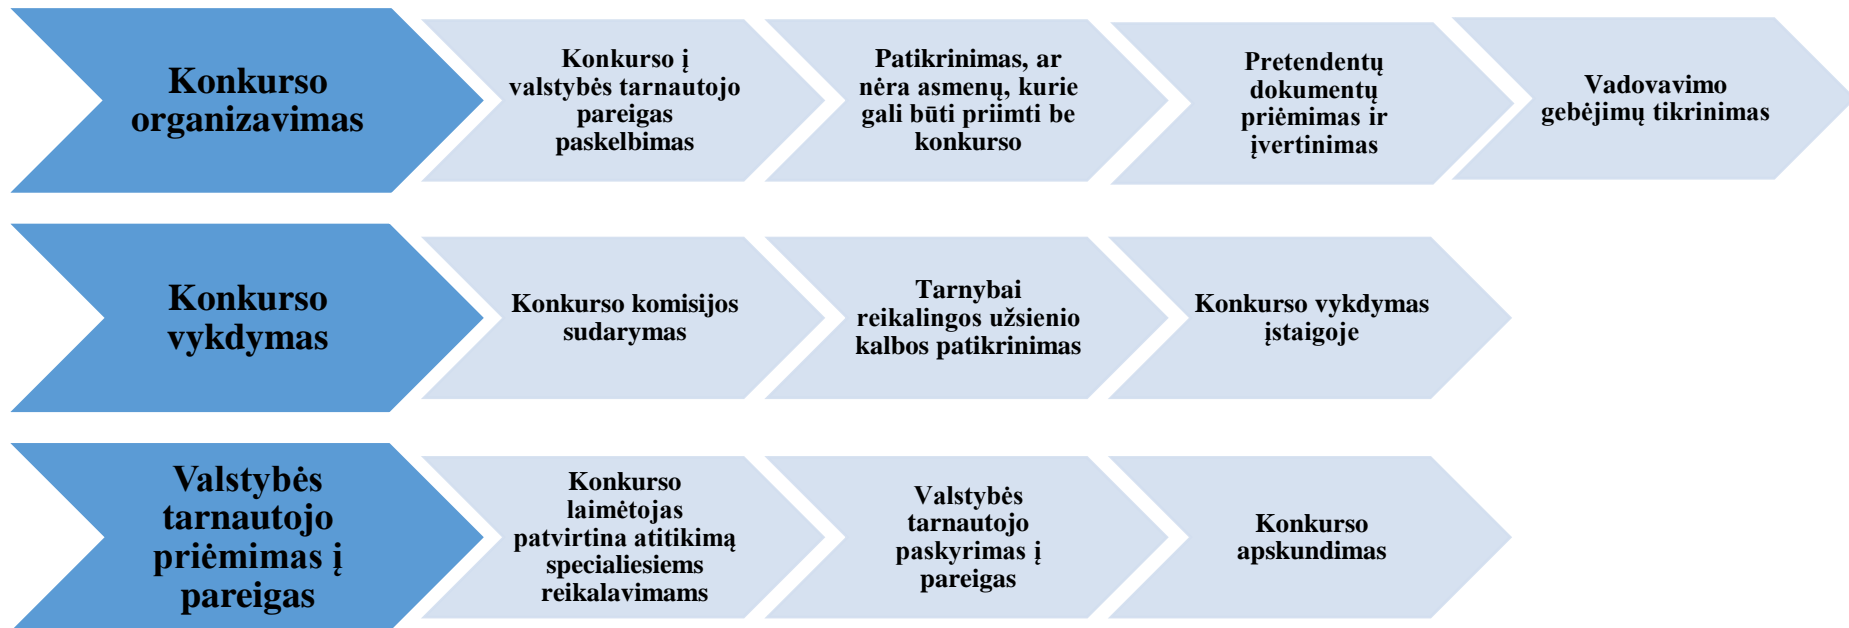 Konkurso
organizavimas
Konkurso į
valstybės tarnautojo
pareigas
paskelbimas
Patikrinimas, ar
nėra asmenų, kurie
gali būti priimti be
konkurso
Pretendentų
dokumentų
priėmimas ir
įvertinimas
Vadovavimo
gebėjimų tikrinimas
Konkurso
vykdymas
Konkurso komisijos
sudarymas
Tarnybai
reikalingos užsienio
kalbos patikrinimas
Konkurso vykdymas
įstaigoje
Valstybės
tarnautojo
priėmimas į
pareigas
Konkurso
laimėtojas
patvirtina atitikimą
specialiesiems
reikalavimams
Valstybės
tarnautojo
paskyrimas į
pareigas
Konkurso
apskundimas